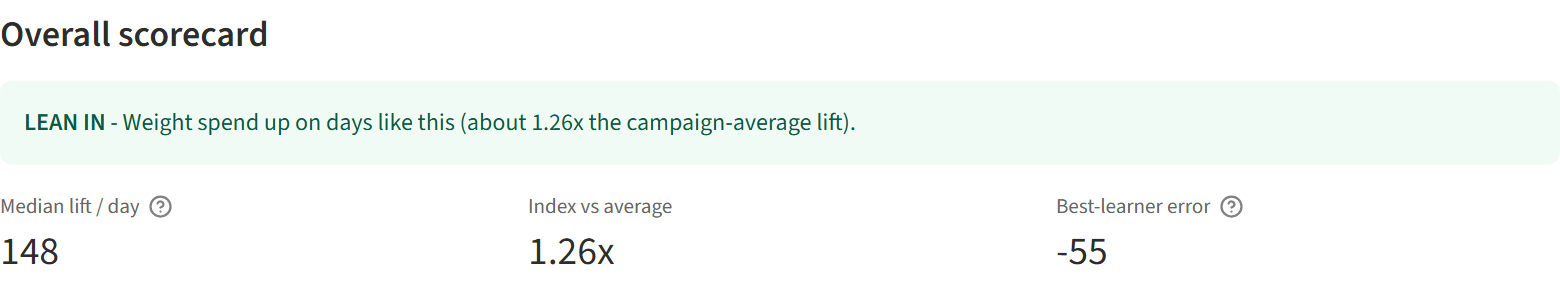 Overall scorecard
LEAN IN - Weight spend up on days like this (about 1.26x the campaign-average lift).
Median lift / day ?
Index vs average
Best-learner error ?
148
1.26x
-55